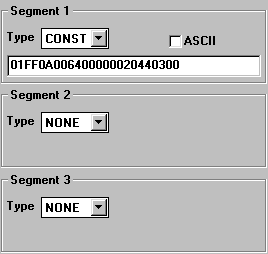 Segment 1
Type CONST ASCII
01FF0A006400000020440300
Segment 2
Type NONE
Segment 3
Type NONE